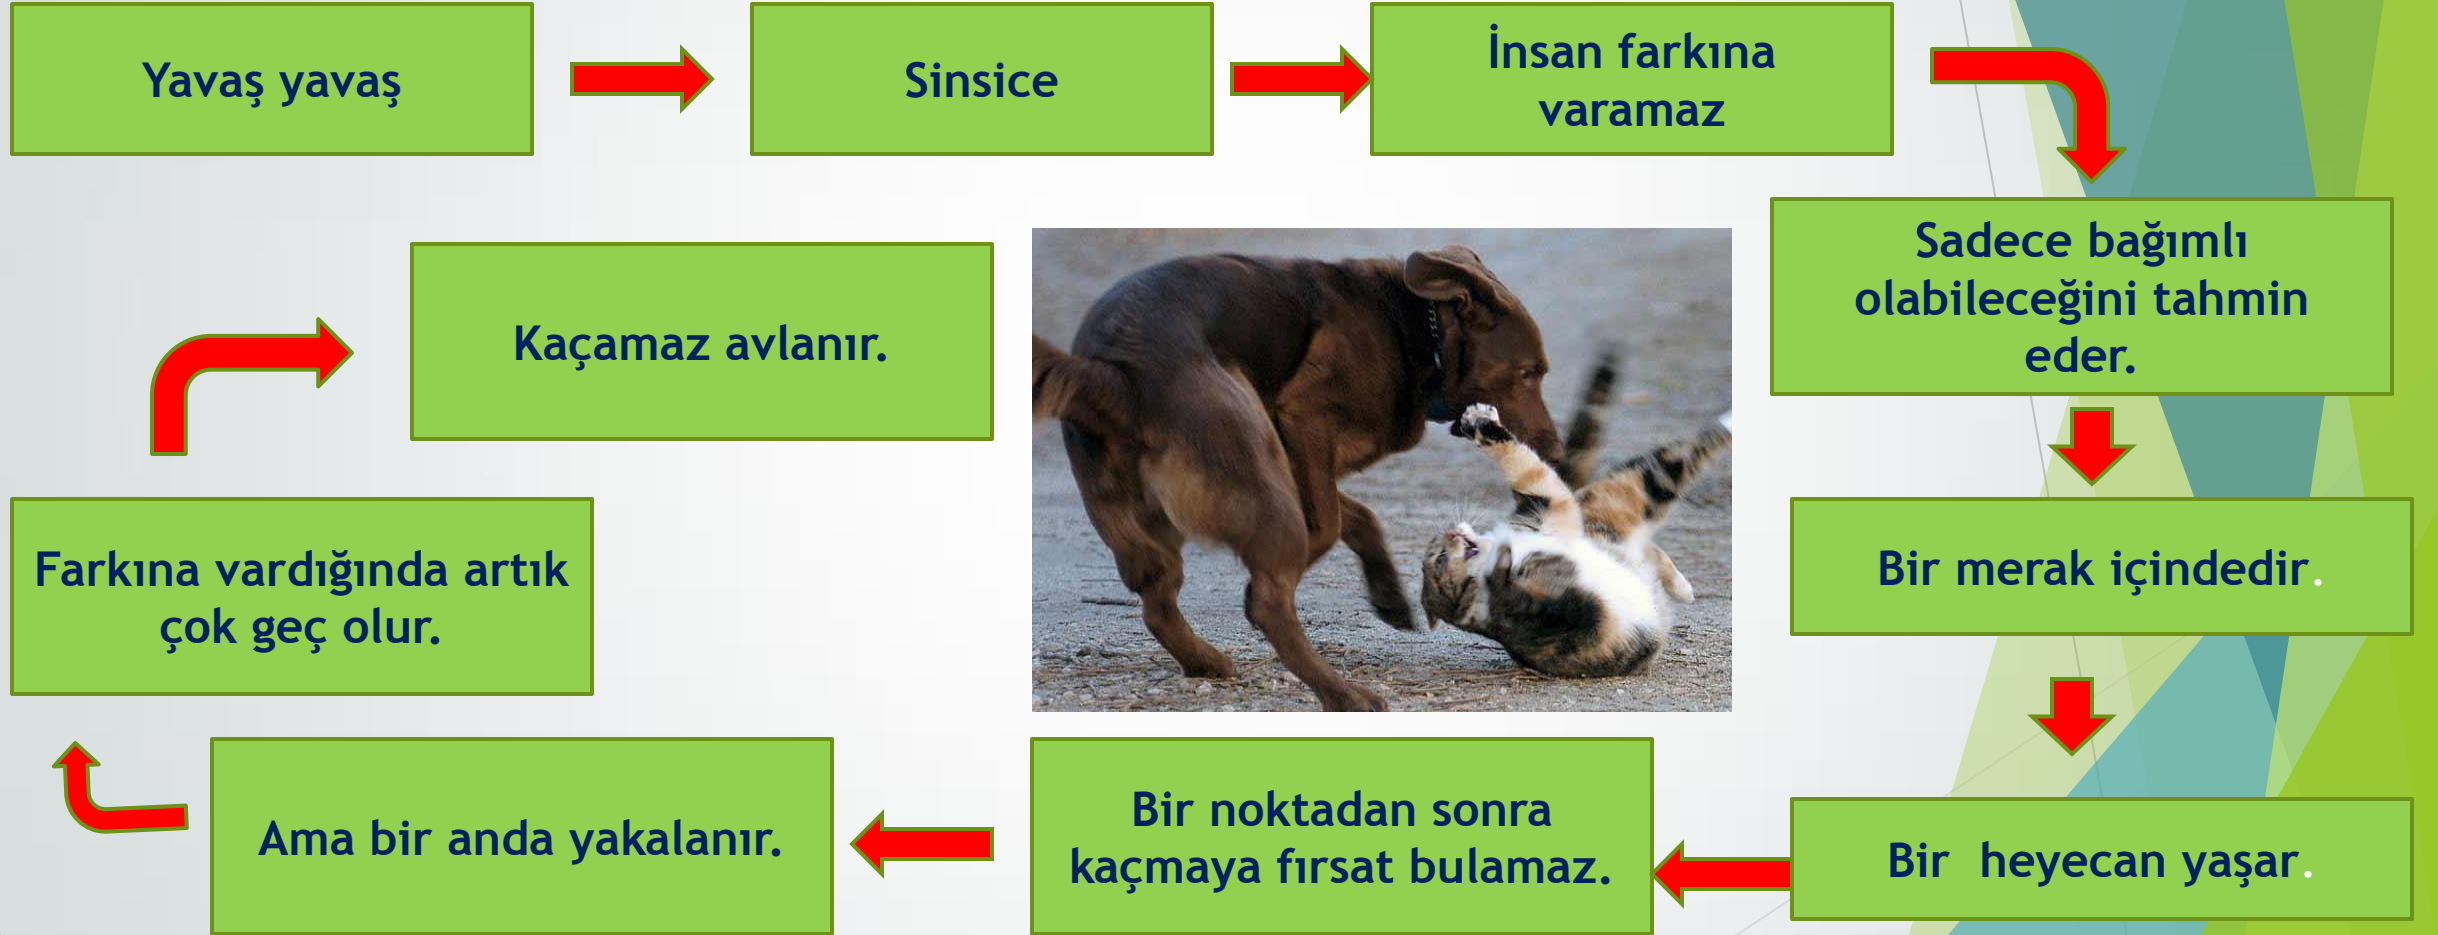 Yavaş yavaş
Sinsice
İnsan farkına
varamaz
Sadece bağımlı
olabileceğini tahmin
eder.
Bir merak içindedir.
Bir  heyecan yaşar.
Bir noktadan sonra
kaçmaya fırsat bulamaz.
Ama bir anda yakalanır.
Farkına vardığında artık
çok geç olur.
Kaçamaz avlanır.